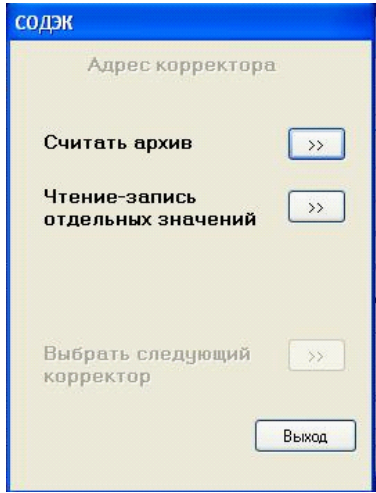 СОДЭК
Адрес корректора
Считать архив >>
Чтение-запись
отдельных значений >>
Выбрать следующий
корректор >>
Выход